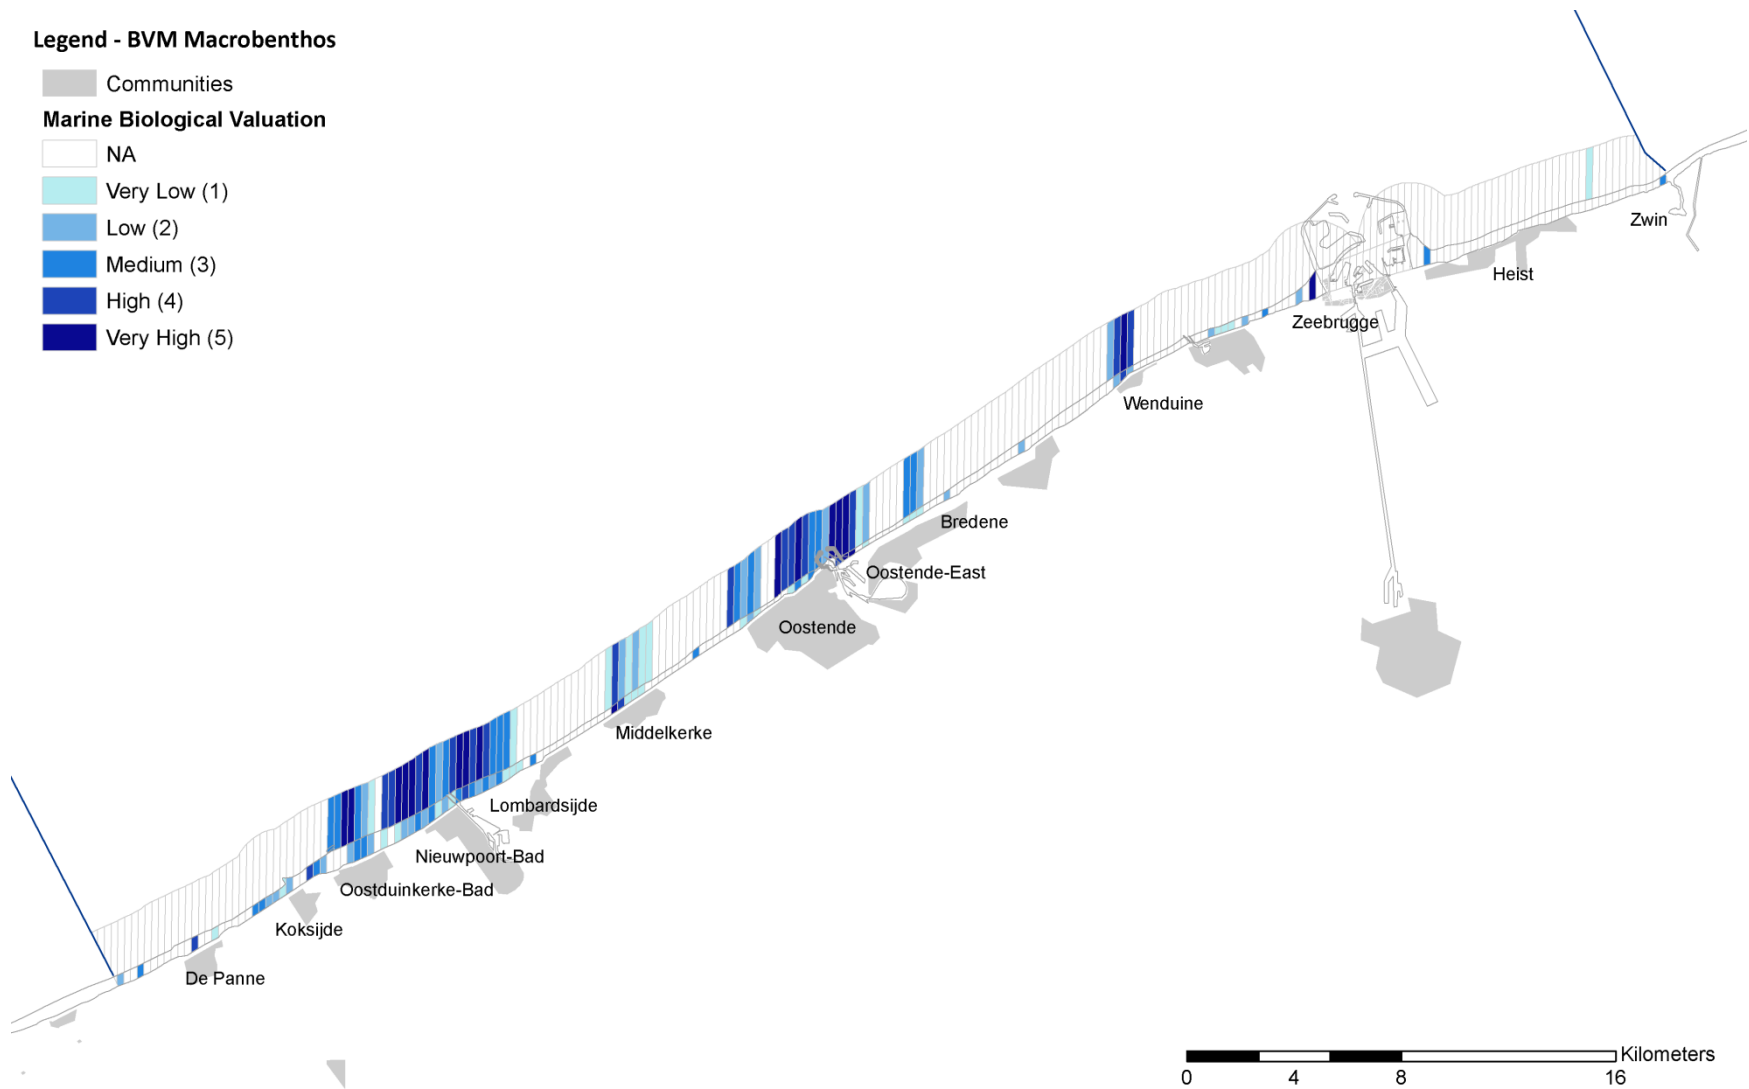 Legend - BVM Macrobenthos
Communities
Marine Biological Valuation
NA
Very Low (1)
Low (2)
Medium (3)
High (4)
Very High (5)
Zwin
Heist
Zeebrugge
Wenduine
Bredene
Oostende-East
Oostende
Middelkerke
Lombardsijde
Nieuwpoort-Bad
Oostduinkerke-Bad
Koksijde
De Panne
Kilometers
0 4 8 16